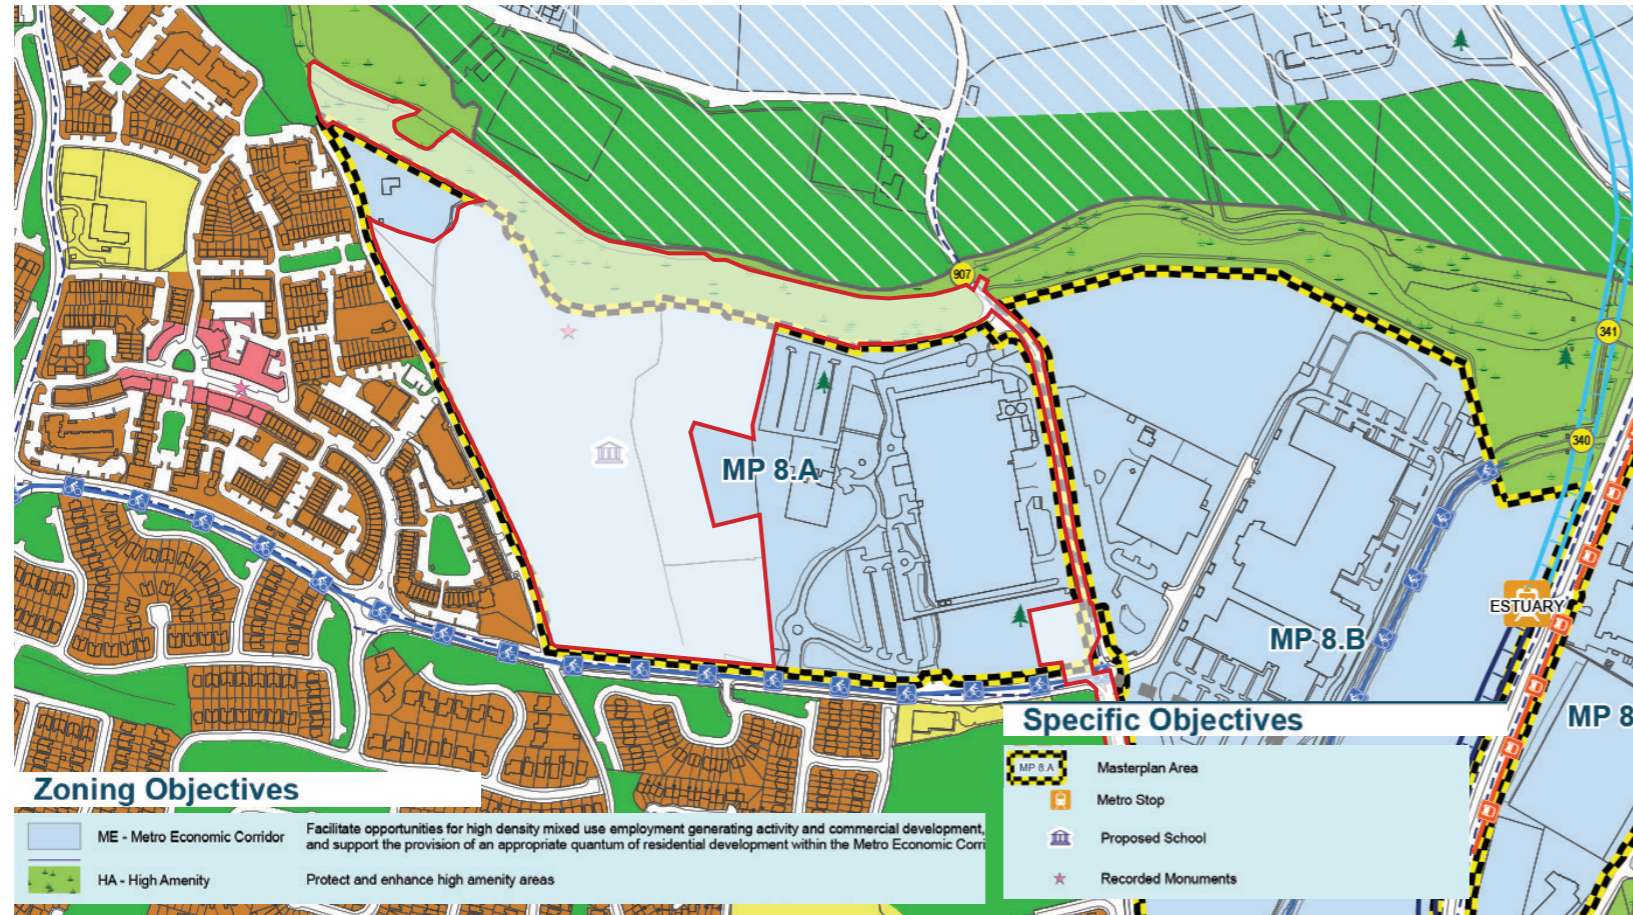 907
341
340
MP 8.A
ESTUARY
MP 8.B
MP 8
Specific Objectives
MP 8.A
Masterplan Area
Metro Stop
Proposed School
Recorded Monuments
Zoning Objectives
ME - Metro Economic Corridor
Facilitate opportunities for high density mixed use employment generating activity and commercial development,
and support the provision of an appropriate quantum of residential development within the Metro Economic Corri
HA - High Amenity
Protect and enhance high amenity areas